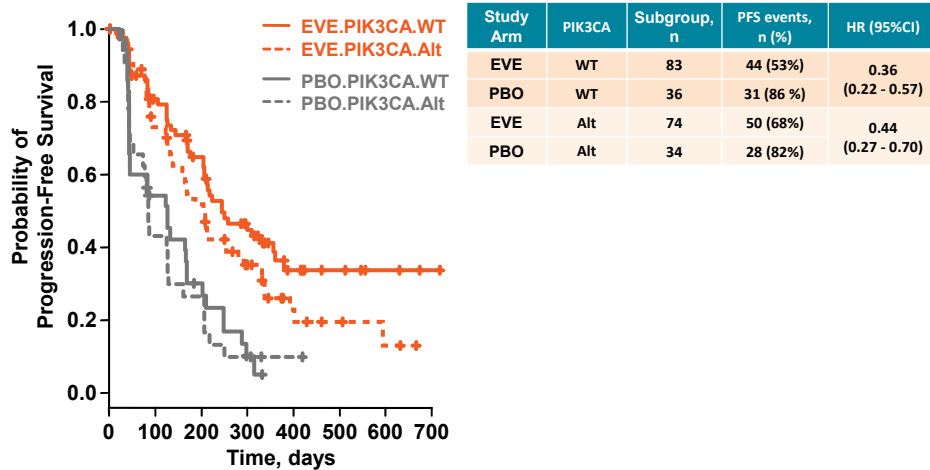 EVE.PIK3CA.WT
EVE.PIK3CA.Alt
PBO.PIK3CA.WT
PBO.PIK3CA.Alt
Probability of
Progression-Free Survival
1.0
0.8
0.6
0.4
0.2
0.0
0 100 200 300 400 500 600 700
Time, days
Study Arm PIK3CA Subgroup, n PFS events, n (%) HR (95%CI)
EVE WT 83 44 (53%) 0.36 (0.22 - 0.57)
PBO WT 36 31 (86 %)
EVE Alt 74 50 (68%) 0.44 (0.27 - 0.70)
PBO Alt 34 28 (82%)